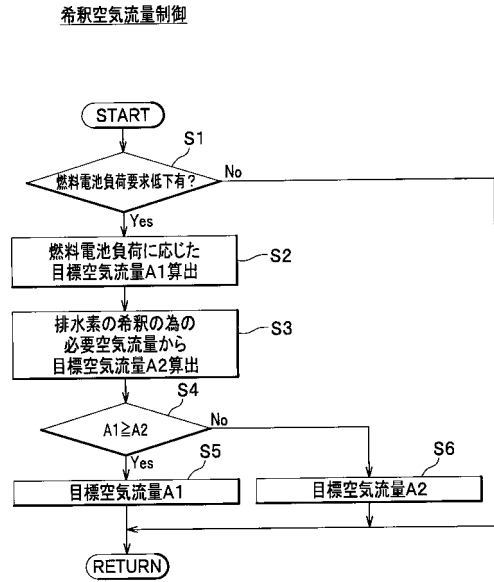 希釈空気流量制御
START
S1
燃料電池負荷要求低下有?
No
Yes
燃料電池負荷に応じた
目標空気流量A1算出
S2
排水素の希釈の為の
必要空気流量から
目標空気流量A2算出
S3
S4
A1≧A2
No
Yes
S5
目標空気流量A1
S6
目標空気流量A2
RETURN